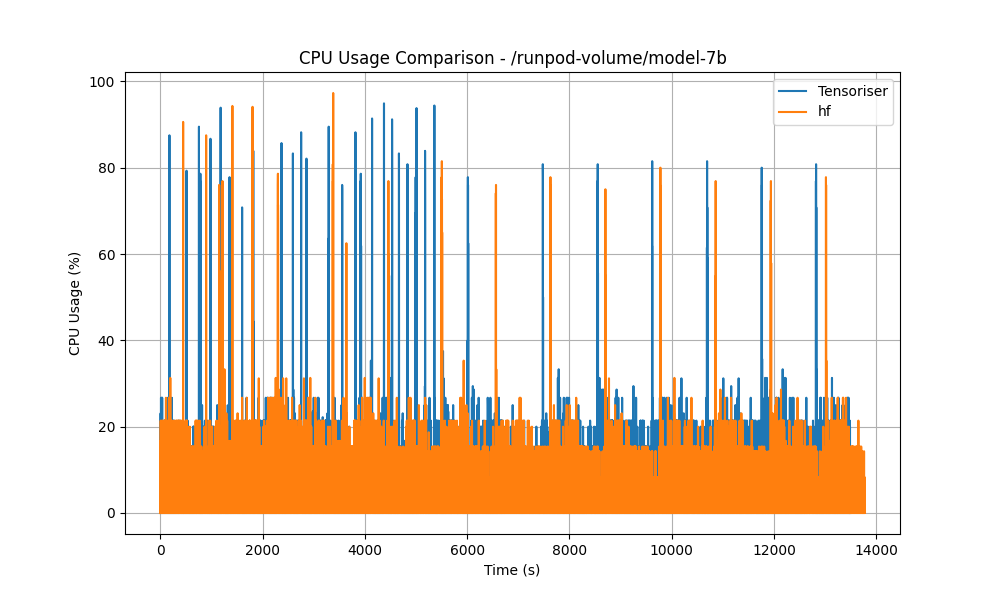 CPU Usage Comparison - /runpod-volume/model-7b
Tensoriser
hf
100
80
60
40
20
0
CPU Usage (%)
0 2000 4000 6000 8000 10000 12000 14000
Time (s)